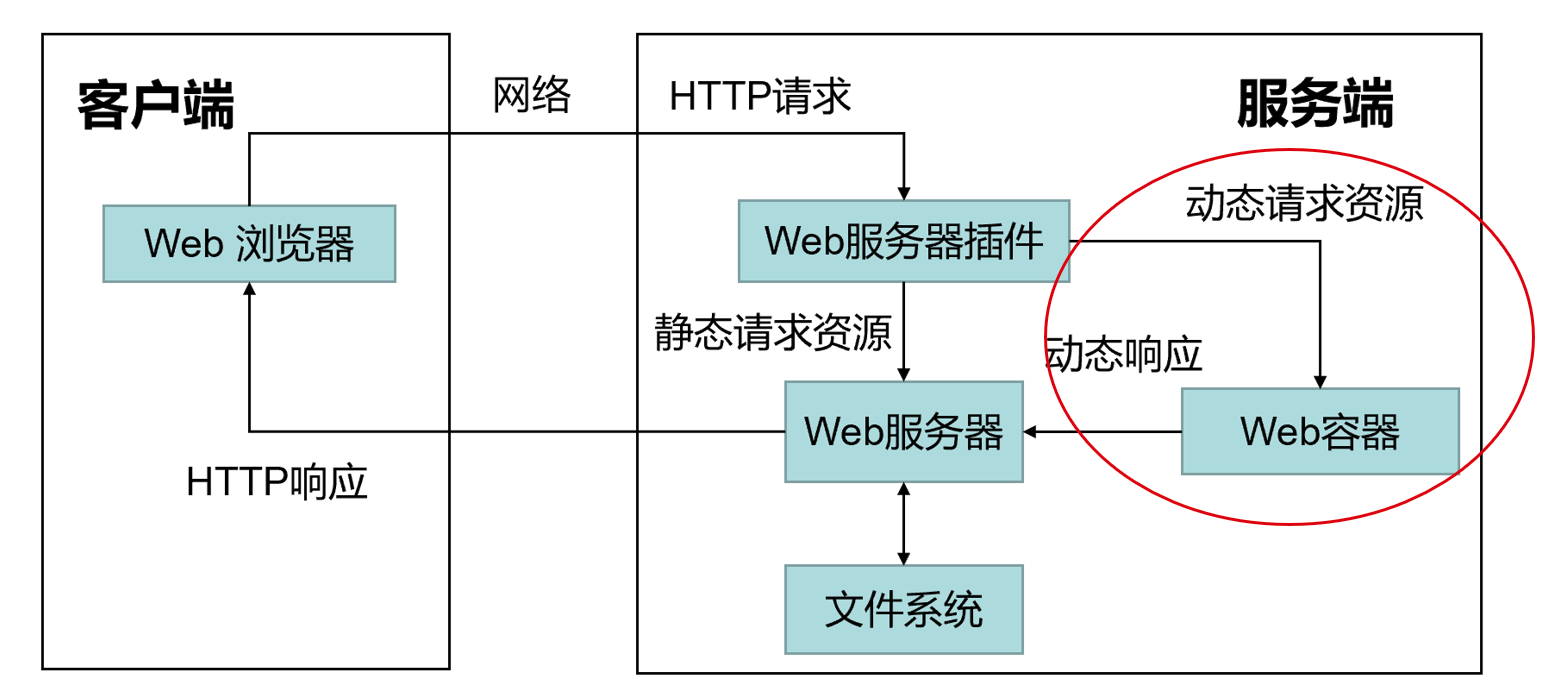 客户端
网络
HTTP请求
服务端
动态请求资源
Web 浏览器
Web服务器插件
静态请求资源
动态响应
Web服务器
Web容器
HTTP响应
文件系统